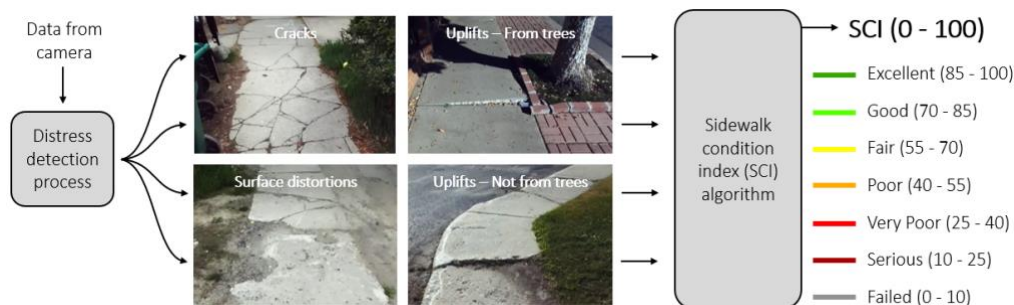 Data from
camera
Distress
detection
process
Cracks
Uplifts – From trees
Surface distortions
Uplifts – Not from trees
Sidewalk
condition
index (SCI)
algorithm
SCI (0 - 100)
Excellent (85 - 100)
Good (70 - 85)
Fair (55 - 70)
Poor (40 - 55)
Very Poor (25 - 40)
Serious (10 - 25)
Failed (0 - 10)